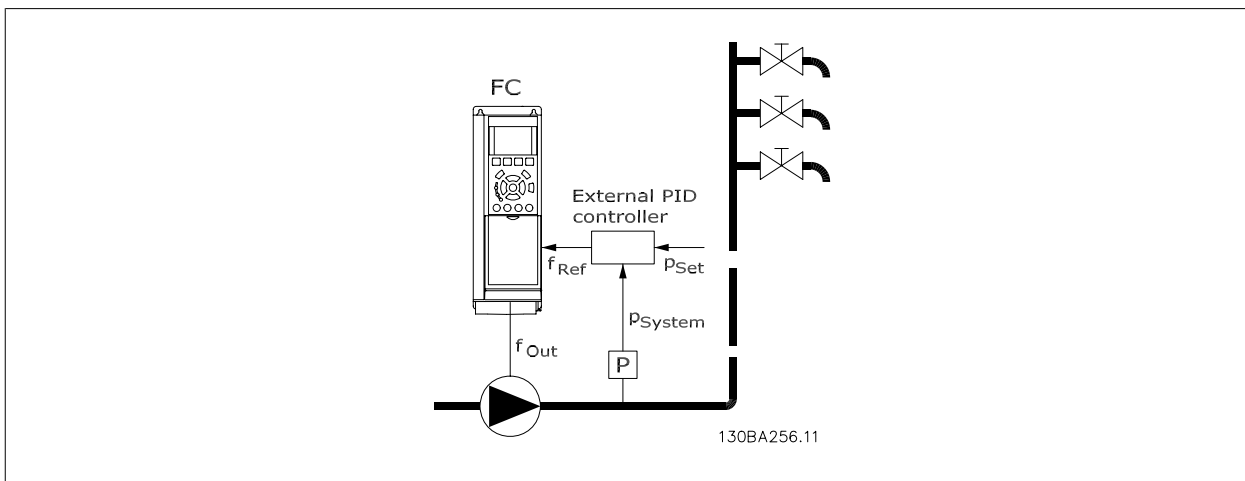 FC
External PID
controller
fRef
pSet
pSystem
fOut
P
130BA256.11